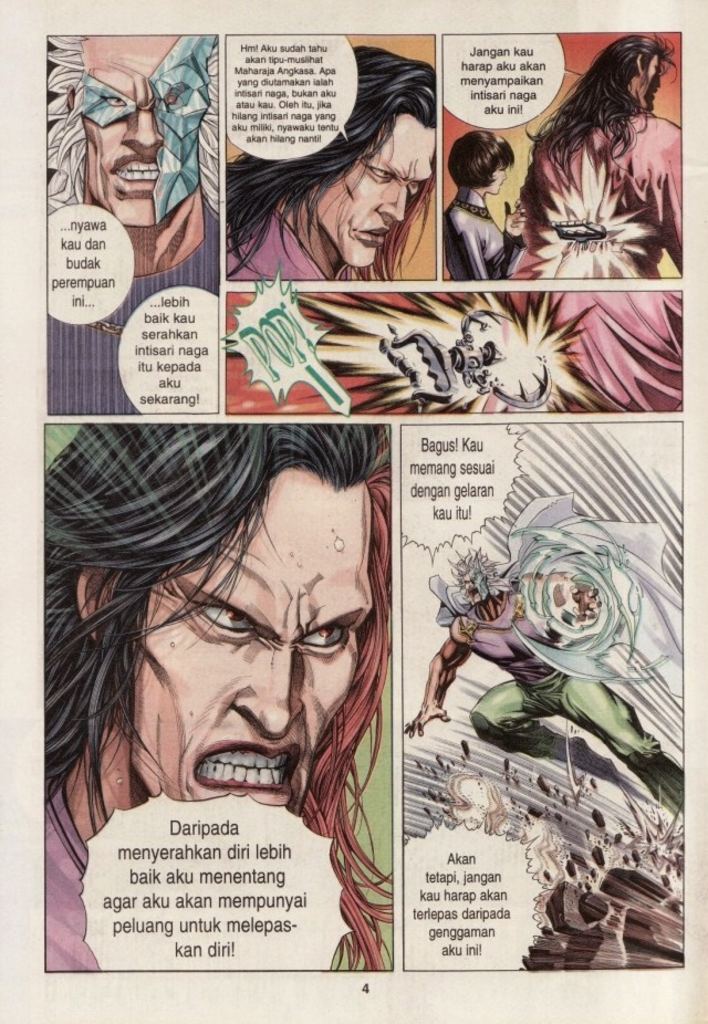 ...nyawa
kau dan
budak
perempuan
ini...
...lebih
baik kau
serahkan
intisari naga
itu kepada
aku
sekarang!
Hm! Aku sudah tahu
akan tipu-muslihat
Maharaja Angkasa. Apa
yang diutamakan ialah
intisari naga, bukan aku
atau kau. Oleh itu, jika
hilang intisari naga yang
aku miliki, nyawaku tentu
akan hilang nanti!
Jangan kau
harap aku akan
menyampaikan
intisari naga
aku ini!
POP!
Daripada
menyerahkan diri lebih
baik aku menentang
agar aku akan mempunyai
peluang untuk melepas-
kan diri!
Bagus! Kau
memang sesuai
dengan gelaran
kau itu!
Akan
tetapi, jangan
kau harap akan
terlepas daripada
genggaman
aku ini!
4